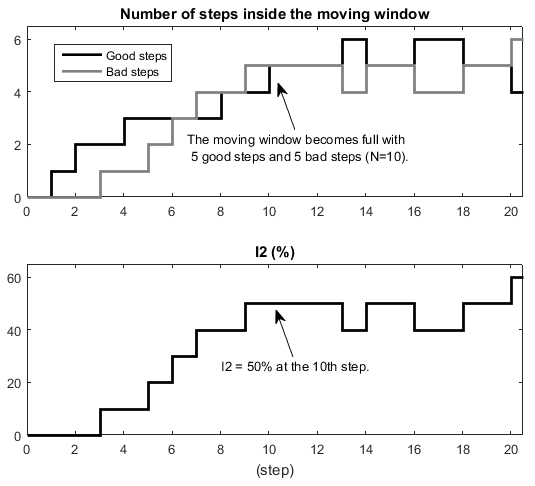 Number of steps inside the moving window
6
Good steps
Bad steps
4
The moving window becomes full with
5 good steps and 5 bad steps (N=10).
2
0
0 2 4 6 8 10 12 14 16 18 20
I2 (%)
60
40
I2 = 50% at the 10th step.
20
0
0 2 4 6 8 10 12 14 16 18 20
(step)